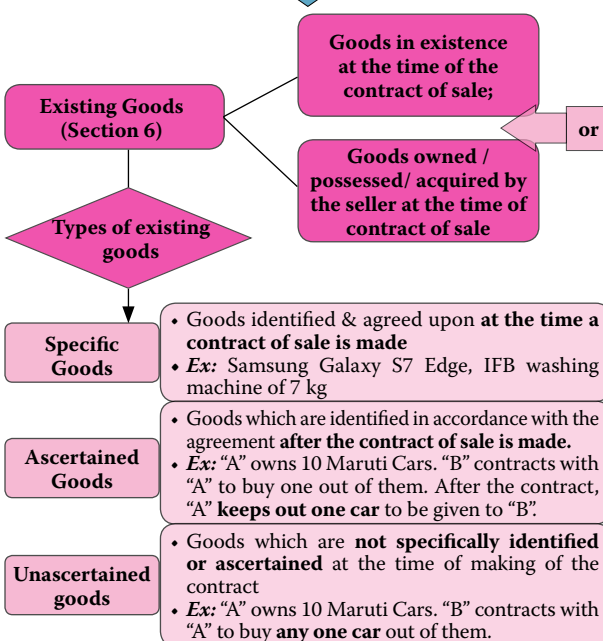 Goods in existence
at the time of the
contract of sale;
Existing Goods
(Section 6)
or
Goods owned /
possessed/ acquired by
the seller at the time of
contract of sale
Types of existing
goods
Specific
Goods
• Goods identified & agreed upon at the time a
contract of sale is made
• Ex: Samsung Galaxy S7 Edge, IFB washing
machine of 7 kg
Ascertained
Goods
• Goods which are identified in accordance with the
agreement after the contract of sale is made.
• Ex: “A” owns 10 Maruti Cars. “B” contracts with
“A” to buy one out of them. After the contract,
“A” keeps out one car to be given to “B”.
Unascertained
goods
• Goods which are not specifically identified
or ascertained at the time of making of the
contract
• Ex: “A” owns 10 Maruti Cars. “B” contracts with
“A” to buy any one car out of them.